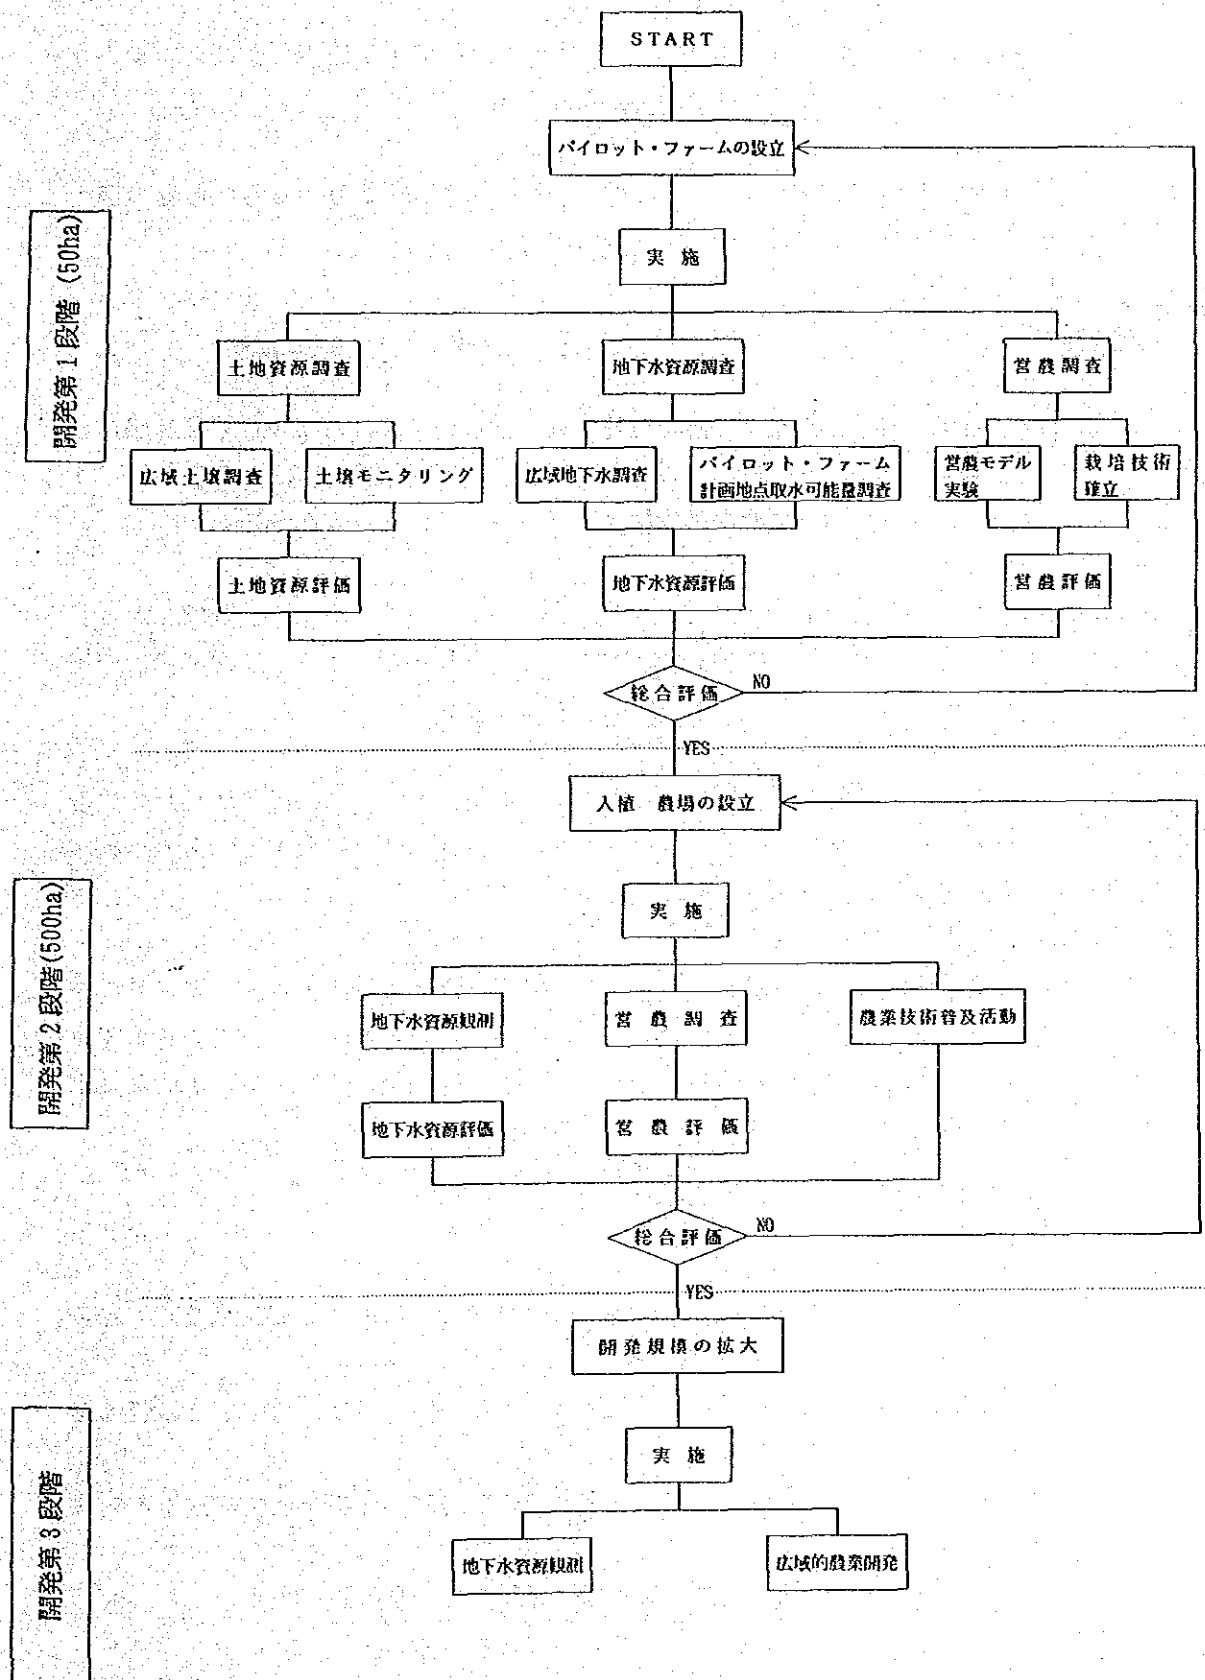 START
パイロット・ファームの設立
開発第1段階 (50ha)
実 施
土地資源調査
地下水資源調査
営農調査
広域土壌調査
土壌モニタリング
広域地下水調査
パイロット・ファーム
計画地点取水可能量調査
営農モデル
実験
栽培技術
確立
土地資源評価
地下水資源評価
営農評価
総合評価
NO
YES
入植 農場の設立
開発第2段階(500ha)
実 施
地下水資源観測
営 農 調 査
農業技術普及活動
地下水資源評価
営 農 評 価
総合評価
NO
YES
開発規模の拡大
開発第3段階
実 施
地下水資源観測
広域的農業開発